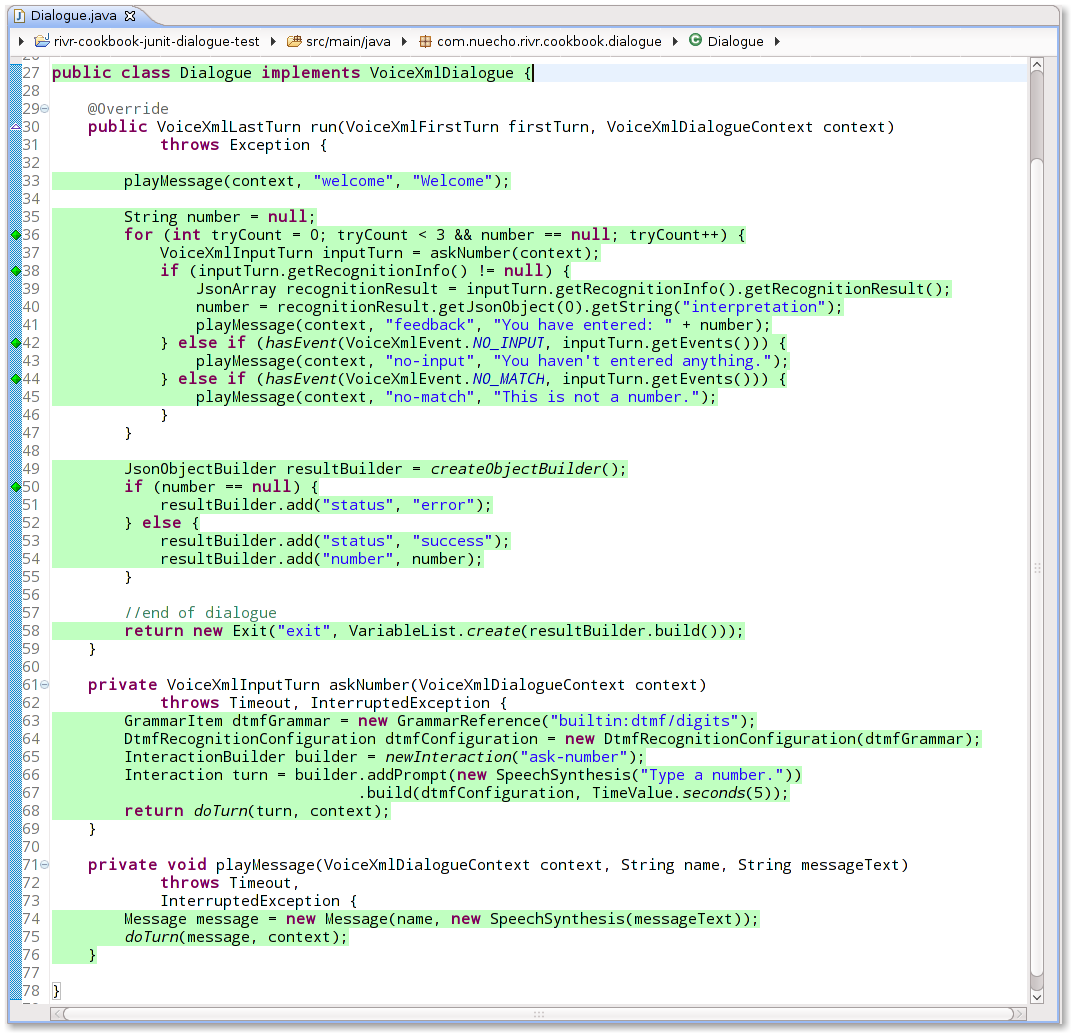 Dialogue.java
rivr-cookbook-junit-dialogue-test src/main/java com.nuecho.rivr.cookbook.dialogue Dialogue
27 public class Dialogue implements VoiceXmlDialogue {
28
29 @Override
30 public VoiceXmlLastTurn run(VoiceXmlFirstTurn firstTurn, VoiceXmlDialogueContext context)
31 throws Exception {
32
33 playMessage(context, "welcome", "Welcome");
34
35 String number = null;
36 for (int tryCount = 0; tryCount < 3 && number == null; tryCount++) {
37 VoiceXmlInputTurn inputTurn = askNumber(context);
38 if (inputTurn.getRecognitionInfo() != null) {
39 JsonArray recognitionResult = inputTurn.getRecognitionInfo().getRecognitionResult();
40 number = recognitionResult.getJsonObject(0).getString("interpretation");
41 playMessage(context, "feedback", "You have entered: " + number);
42 } else if (hasEvent(VoiceXmlEvent.NO_INPUT, inputTurn.getEvents())) {
43 playMessage(context, "no-input", "You haven't entered anything.");
44 } else if (hasEvent(VoiceXmlEvent.NO_MATCH, inputTurn.getEvents())) {
45 playMessage(context, "no-match", "This is not a number.");
46 }
47 }
48
49 JsonObjectBuilder resultBuilder = createObjectBuilder();
50 if (number == null) {
51 resultBuilder.add("status", "error");
52 } else {
53 resultBuilder.add("status", "success");
54 resultBuilder.add("number", number);
55 }
56
57 //end of dialogue
58 return new Exit("exit", VariableList.create(resultBuilder.build()));
59 }
60
61 private VoiceXmlInputTurn askNumber(VoiceXmlDialogueContext context)
62 throws Timeout, InterruptedException {
63 GrammarItem dtmfGrammar = new GrammarReference("builtin:dtmf/digits");
64 DtmfRecognitionConfiguration dtmfConfiguration = new DtmfRecognitionConfiguration(dtmfGrammar);
65 InteractionBuilder builder = newInteraction("ask-number");
66 Interaction turn = builder.addPrompt(new SpeechSynthesis("Type a number."))
67 .build(dtmfConfiguration, TimeValue.seconds(5));
68 return doTurn(turn, context);
69 }
70
71 private void playMessage(VoiceXmlDialogueContext context, String name, String messageText)
72 throws Timeout,
73 InterruptedException {
74 Message message = new Message(name, new SpeechSynthesis(messageText));
75 doTurn(message, context);
76 }
77
78 }